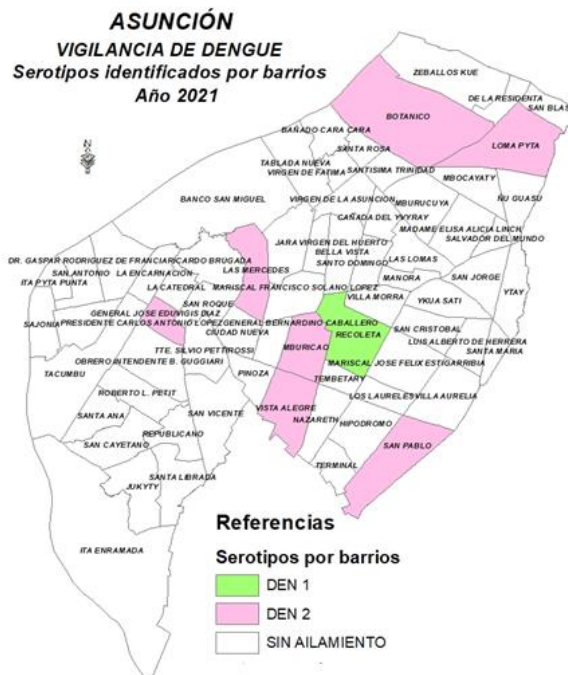 ASUNCIÓN
VIGILANCIA DE DENGUE
Serotipos identificados por barrios
Año 2021
N
ZEBALLOS KUE
DE LA RESIDENTA
SAN BLAS
BOTANICO
BAÑADO CARA CARA
SANTA ROSA
LOMA PYTA
TABLADA NUEVA
VIRGEN DE FATIMA
SANTISIMA TRINIDAD
MBOCAYATY
BANCO SAN MIGUEL
VIRGEN DE LA ASUNCION
MBURUCUYA
ÑU GUASU
CAÑADA DEL YVYRAY
MADAME ELISA ALICIA LINCH
SALVADOR DEL MUNDO
JARA
VIRGEN DEL HUERTO
BELLA VISTA
LAS LOMAS
DR. GASPAR RODRIGUEZ DE FRANCIA
RICARDO BRUGADA
SANTO DOMINGO
SAN ANTONIO
LA ENCARNACION
LAS MERCEDES
MANORA
SAN JORGE
ITA PYTA PUNTA
LA CATEDRAL
MARISCAL FRANCISCO SOLANO LOPEZ
VILLA MORRA
YKUA SATI
YTAY
SAN ROQUE
GENERAL JOSE EDUVIGIS DIAZ
SAJONIA
PRESIDENTE CARLOS ANTONIO LOPEZ
GENERAL BERNARDINO CABALLERO
SAN CRISTOBAL
CIUDAD NUEVA
RECOLETA
LUIS ALBERTO DE HERRERA
TTE. SILVIO PETTIROSSI
MBURICAO
SANTA MARIA
OBRERO INTENDENTE B. GUGGIARI
MARISCAL JOSE FELIX ESTIGARRIBIA
TACUMBU
PINOZA
TEMBETARY
ROBERTO L. PETIT
LOS LAURELES
VILLA AURELIA
SANTA ANA
SAN VICENTE
VISTA ALEGRE
NAZARETH
HIPODROMO
REPUBLICANO
SAN CAYETANO
SAN PABLO
TERMINAL
SANTA LIBRADA
JUKYTY
ITA ENRAMADA
Referencias
Serotipos por barrios
DEN 1
DEN 2
SIN AILAMIENTO